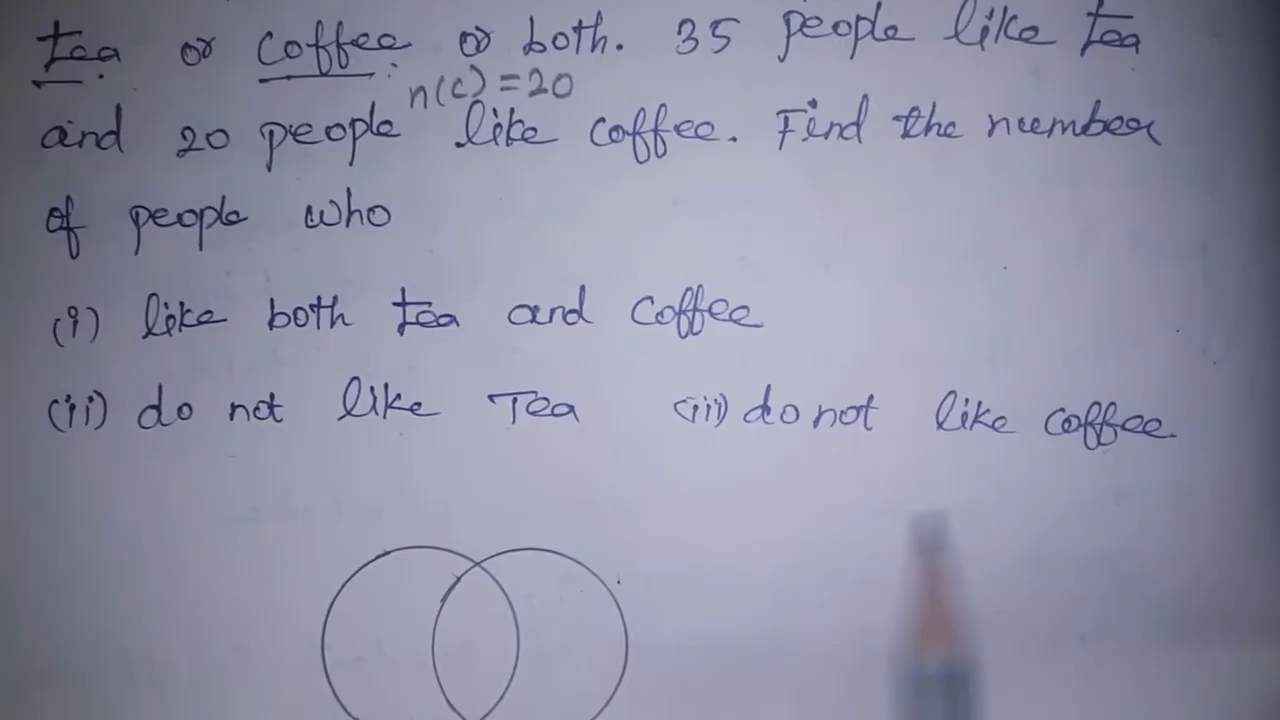 tea or coffee or both. 35 people like tea
n(c) = 20
and 20 people like coffee. Find the number
of people who
(i) like both tea and coffee
(ii) do not like Tea (iii) do not like coffee.